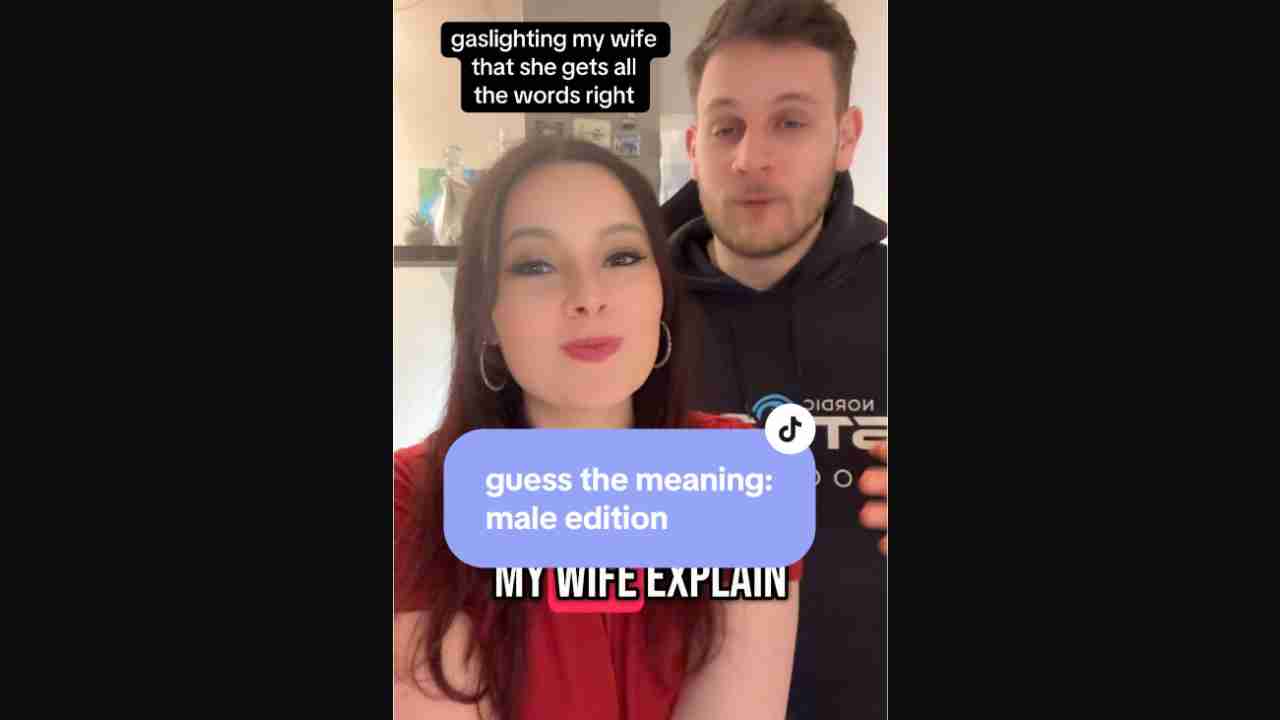 gaslighting my wife
that she gets all
the words right
NORDIC
guess the meaning:
male edition
MY WIFE EXPLAIN